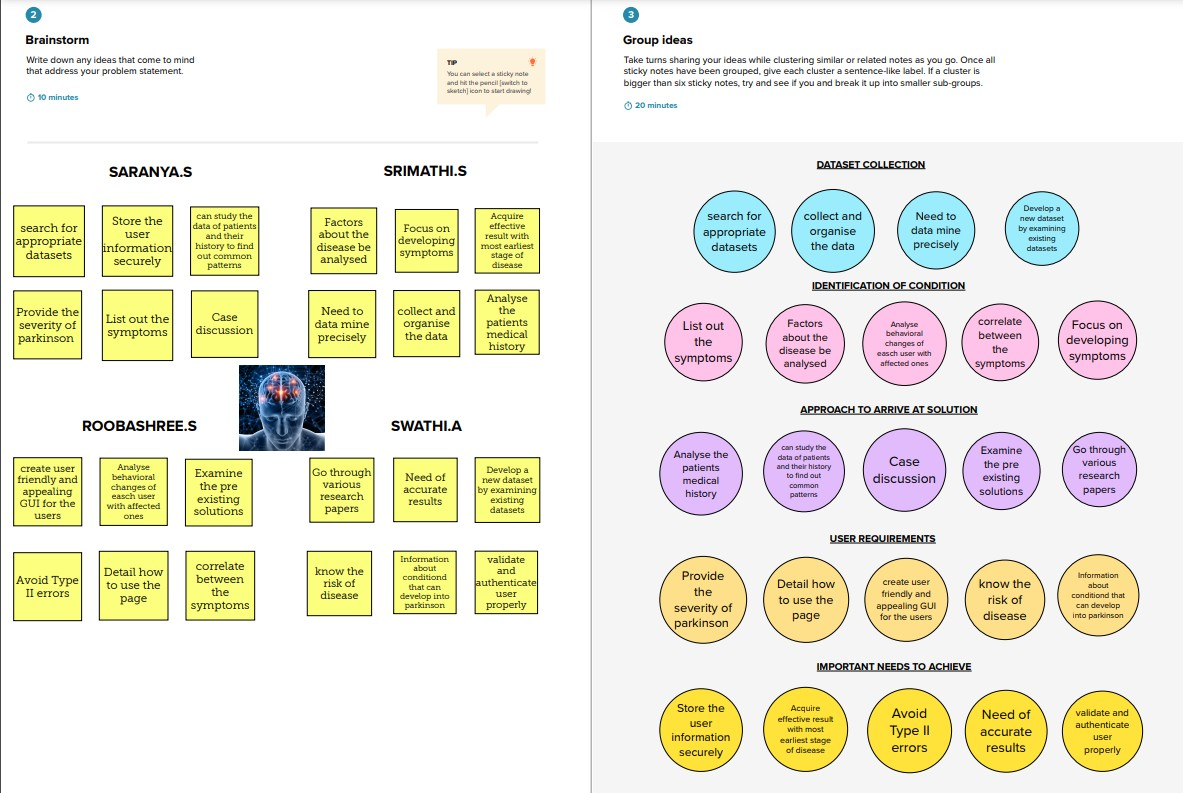 2
Brainstorm
Write down any ideas that come to mind
that address your problem statement.
10 minutes
TIP
You can select a sticky note
and hit the pencil [switch to
sketch] icon to start drawing!
SARANYA.S
search for
appropriate
datasets
Store the
user
information
securely
can study the
data of patients
and their
history to find
out common
patterns
Provide the
severity of
parkinson
List out the
symptoms
Case
discussion
SRIMATHI.S
Factors
about the
disease be
analysed
Focus on
developing
symptoms
Acquire
effective
result with
most earliest
stage of
disease
Need to
data mine
precisely
collect and
organise
the data
Analyse
the
patients
medical
history
ROOBASHREE.S
create user
friendly and
appealing
GUI for the
users
Analyse
behavioral
changes of
easch user
with affected
ones
Examine
the pre
existing
solutions
Avoid Type
II errors
Detail how
to use the
page
correlate
between
the
symptoms
SWATHI.A
Go through
various
research
papers
Need of
accurate
results
Develop a
new dataset
by examining
existing
datasets
know the
risk of
disease
Information
about
conditiond
that can
develop into
parkinson
validate
and
authenticate
user
properly
3
Group ideas
Take turns sharing your ideas while clustering similar or related notes as you go. Once all
sticky notes have been grouped, give each cluster a sentence-like label. If a cluster is
bigger than six sticky notes, try and see if you and break it up into smaller sub-groups.
20 minutes
DATASET COLLECTION
search for
appropriate
datasets
collect and
organise
the data
Need to
data mine
precisely
Develop a
new dataset
by examining
existing
datasets
IDENTIFICATION OF CONDITION
List out
the
symptoms
Factors
about the
disease be
analysed
Analyse
behavioral
changes of
easch user with
affected ones
correlate
between
the
symptoms
Focus on
developing
symptoms
APPROACH TO ARRIVE AT SOLUTION
Analyse the
patients
medical
history
can study the
data of patients
and their history
to find out
common
patterns
Case
discussion
Examine
the pre
existing
solutions
Go through
various
research
papers
USER REQUIREMENTS
Provide
the
severity of
parkinson
Detail how
to use the
page
create user
friendly and
appealing GUI
for the users
know the
risk of
disease
Information
about
conditiond that
can develop
into parkinson
IMPORTANT NEEDS TO ACHIEVE
Store the
user
information
securely
Acquire
effective result
with most
earliest stage
of disease
Avoid
Type II
errors
Need of
accurate
results
validate and
authenticate
user
properly